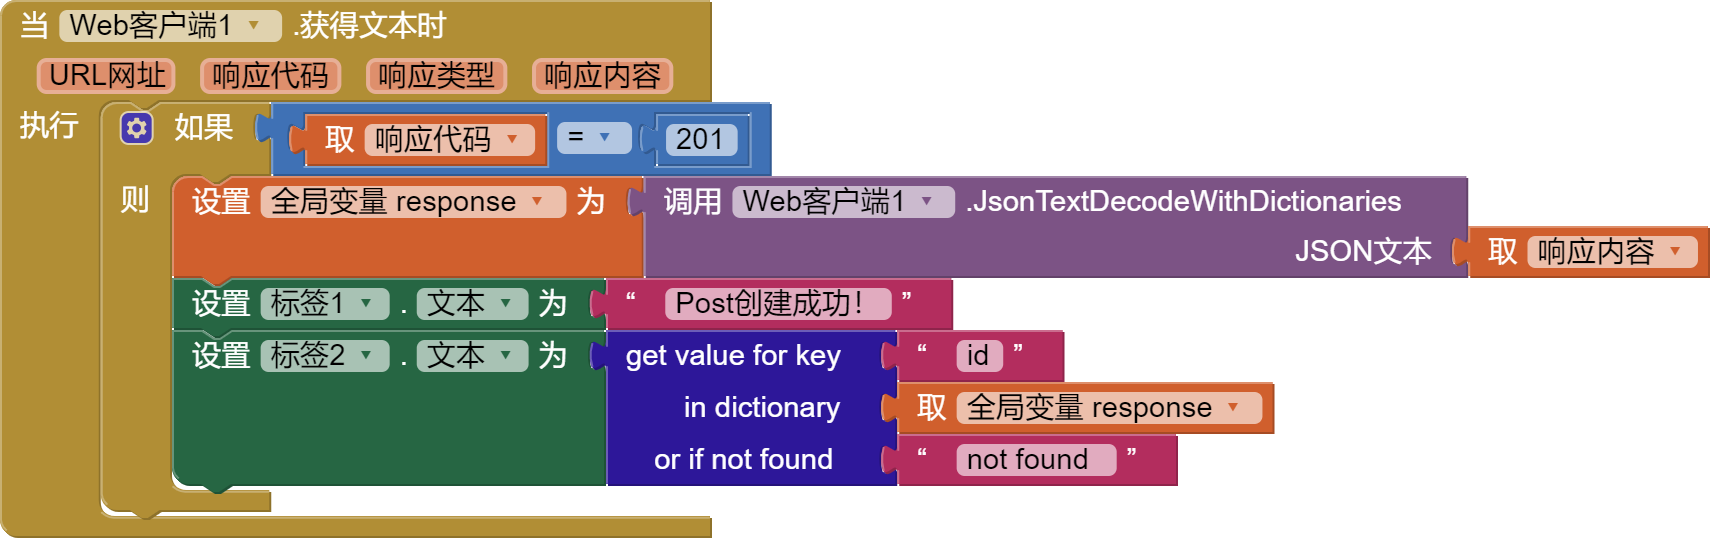 当 Web客户端1 .获得文本时
URL网址 响应代码 响应类型 响应内容
执行 如果 取 响应代码 = 201
则 设置 全局变量 response 为 调用 Web客户端1 .JsonTextDecodeWithDictionaries
JSON文本 取 响应内容
设置 标签1 . 文本 为 “ Post创建成功! ”
设置 标签2 . 文本 为 get value for key “ id ”
in dictionary 取 全局变量 response
or if not found “ not found ”